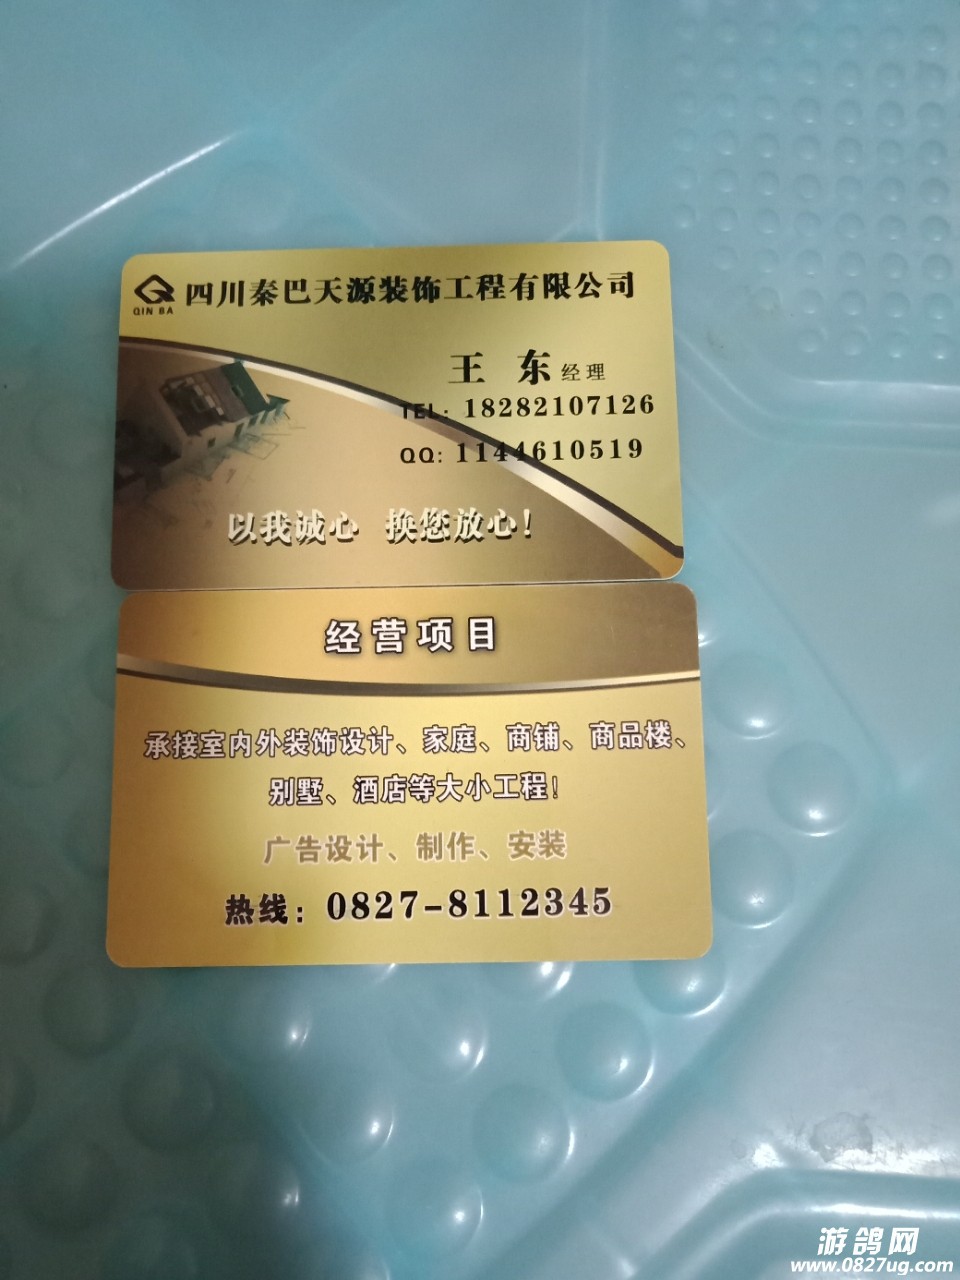 四川秦巴天源装饰工程有限公司
QIN BA
王 东 经理
TEL: 18282107126
QQ: 1144610519
以我诚心 换您放心!
经营项目
承接室内外装饰设计、家庭、商铺、商品楼、
别墅、酒店等大小工程!
广告设计、制作、安装
热线: 0827-8112345
游鸽网
www.0827ug.com